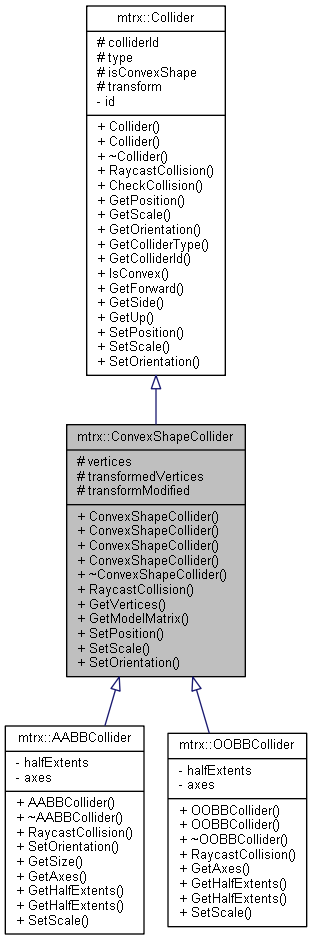 mtrx::Collider
# colliderId
# type
# isConvexShape
# transform
- id
+ Collider()
+ Collider()
+ ~Collider()
+ RaycastCollision()
+ CheckCollision()
+ GetPosition()
+ GetScale()
+ GetOrientation()
+ GetColliderType()
+ GetColliderId()
+ IsConvex()
+ GetForward()
+ GetSide()
+ GetUp()
+ SetPosition()
+ SetScale()
+ SetOrientation()
mtrx::ConvexShapeCollider
# vertices
# transformedVertices
# transformModified
+ ConvexShapeCollider()
+ ConvexShapeCollider()
+ ConvexShapeCollider()
+ ConvexShapeCollider()
+ ~ConvexShapeCollider()
+ RaycastCollision()
+ GetVertices()
+ GetModelMatrix()
+ SetPosition()
+ SetScale()
+ SetOrientation()
mtrx::AABBCollider
- halfExtents
- axes
+ AABBCollider()
+ ~AABBCollider()
+ RaycastCollision()
+ SetOrientation()
+ GetSize()
+ GetAxes()
+ GetHalfExtents()
+ GetHalfExtents()
+ SetScale()
mtrx::OOBBCollider
- halfExtents
- axes
+ OOBBCollider()
+ OOBBCollider()
+ ~OOBBCollider()
+ RaycastCollision()
+ GetAxes()
+ GetHalfExtents()
+ GetHalfExtents()
+ SetScale()